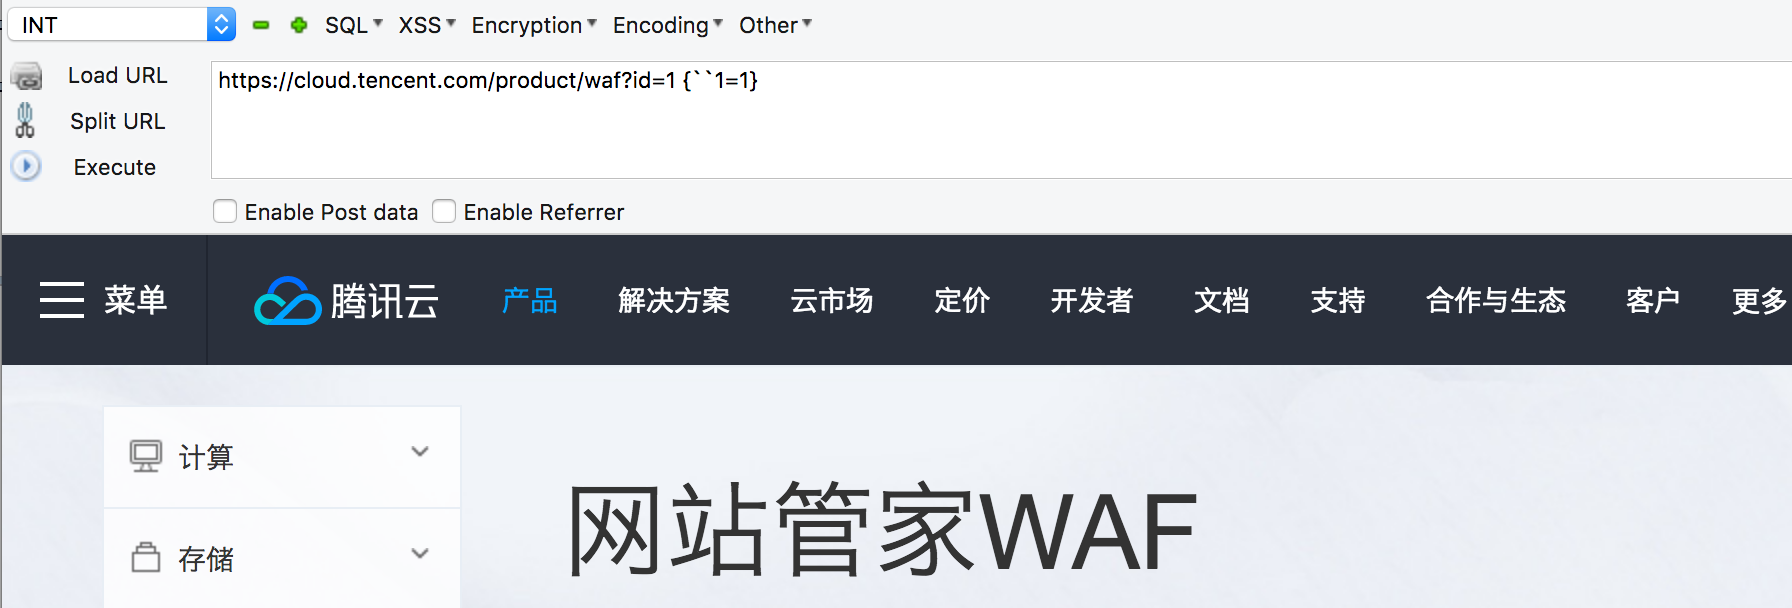 INT SQL XSS Encryption Encoding Other
Load URL
https://cloud.tencent.com/product/waf?id=1 {``1=1}
Split URL
Execute
Enable Post data Enable Referrer
菜单 腾讯云 产品 解决方案 云市场 定价 开发者 文档 支持 合作与生态 客户 更多
计算
网站管家WAF
存储